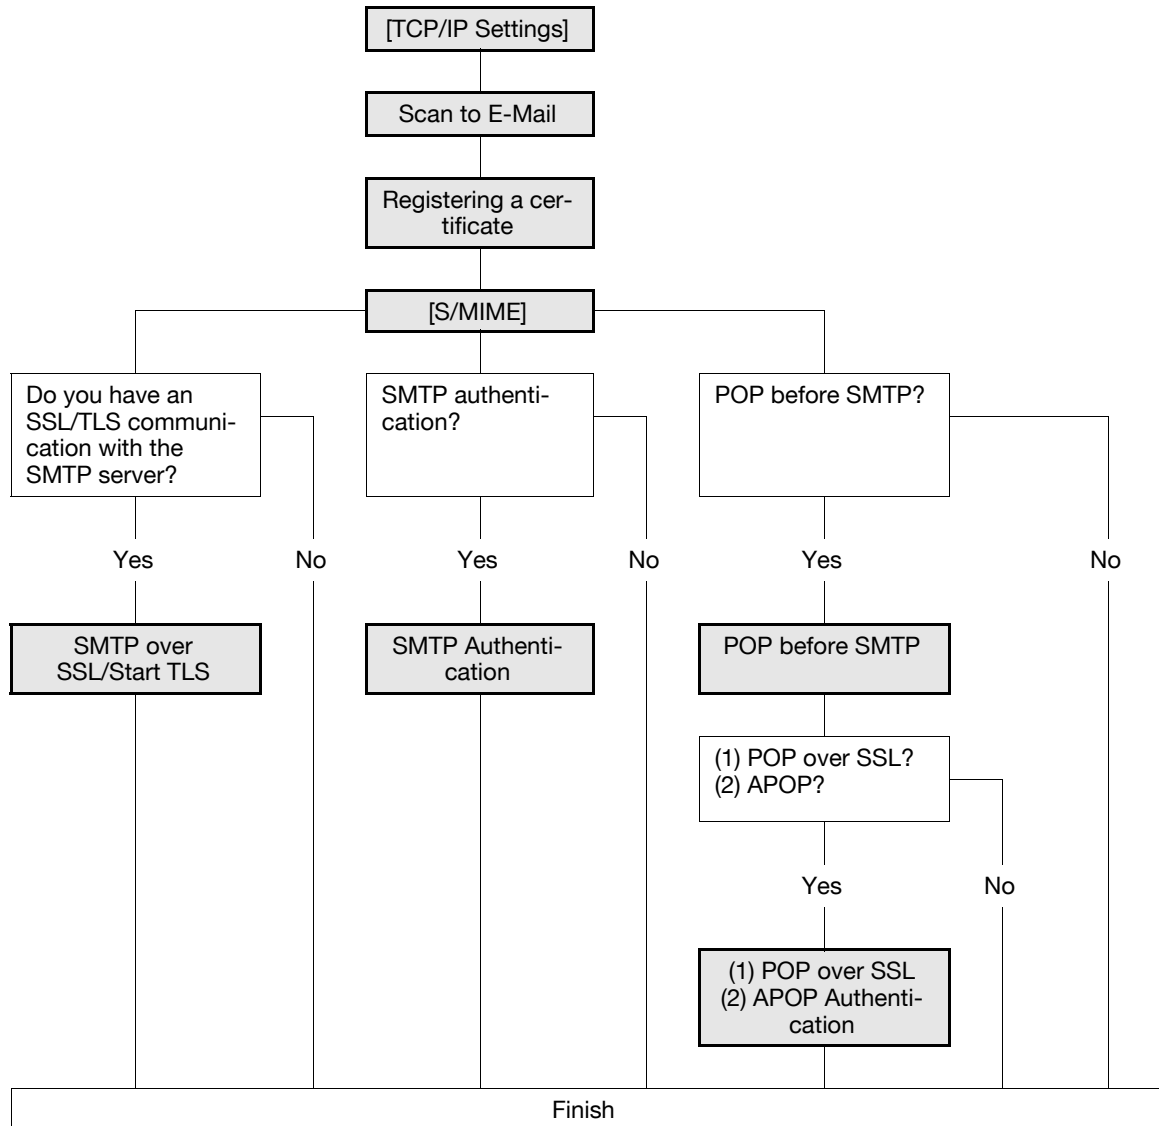 [TCP/IP Settings]
Scan to E-Mail
Registering a cer-
tificate
[S/MIME]
Do you have an
SSL/TLS communi-
cation with the
SMTP server?
SMTP authenti-
cation?
POP before SMTP?
Yes
No
Yes
No
Yes
No
SMTP over
SSL/Start TLS
SMTP Authenti-
cation
POP before SMTP
(1) POP over SSL?
(2) APOP?
Yes
No
(1) POP over SSL
(2) APOP Authenti-
cation
Finish